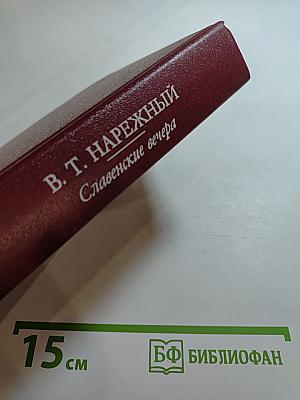 В. Т. НАРЕЖНЫЙ
Славенские вечера
15 см
БФ БИБЛИОФАН